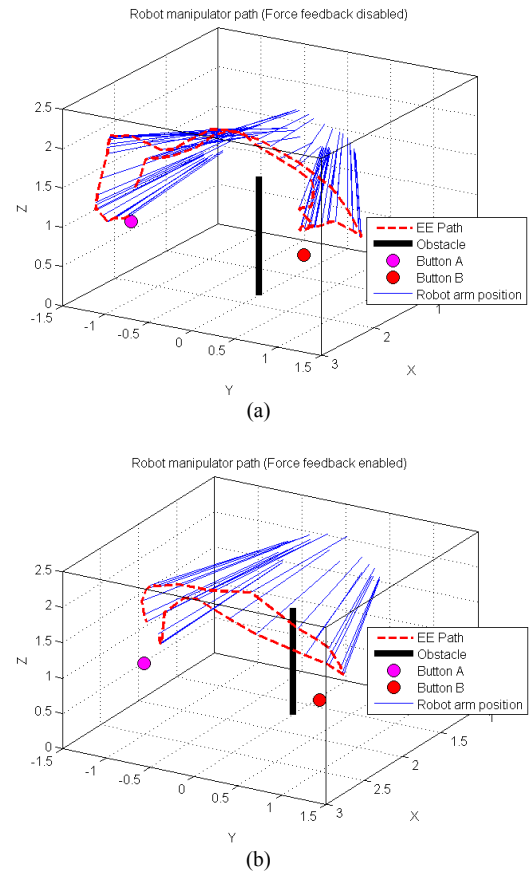 Robot manipulator path (Force feedback disabled)
2.5
2
1.5
1
0.5
0
Z
-1.5
-1
-0.5
0
0.5
1
1.5
Y
3
2
1
X
EE Path
Obstacle
Button A
Button B
Robot arm position
(a)
Robot manipulator path (Force feedback enabled)
2.5
2
1.5
1
0.5
0
Z
-1.5
-1
-0.5
0
0.5
1
1.5
Y
3
2.5
2
1.5
1
X
EE Path
Obstacle
Button A
Button B
Robot arm position
(b)